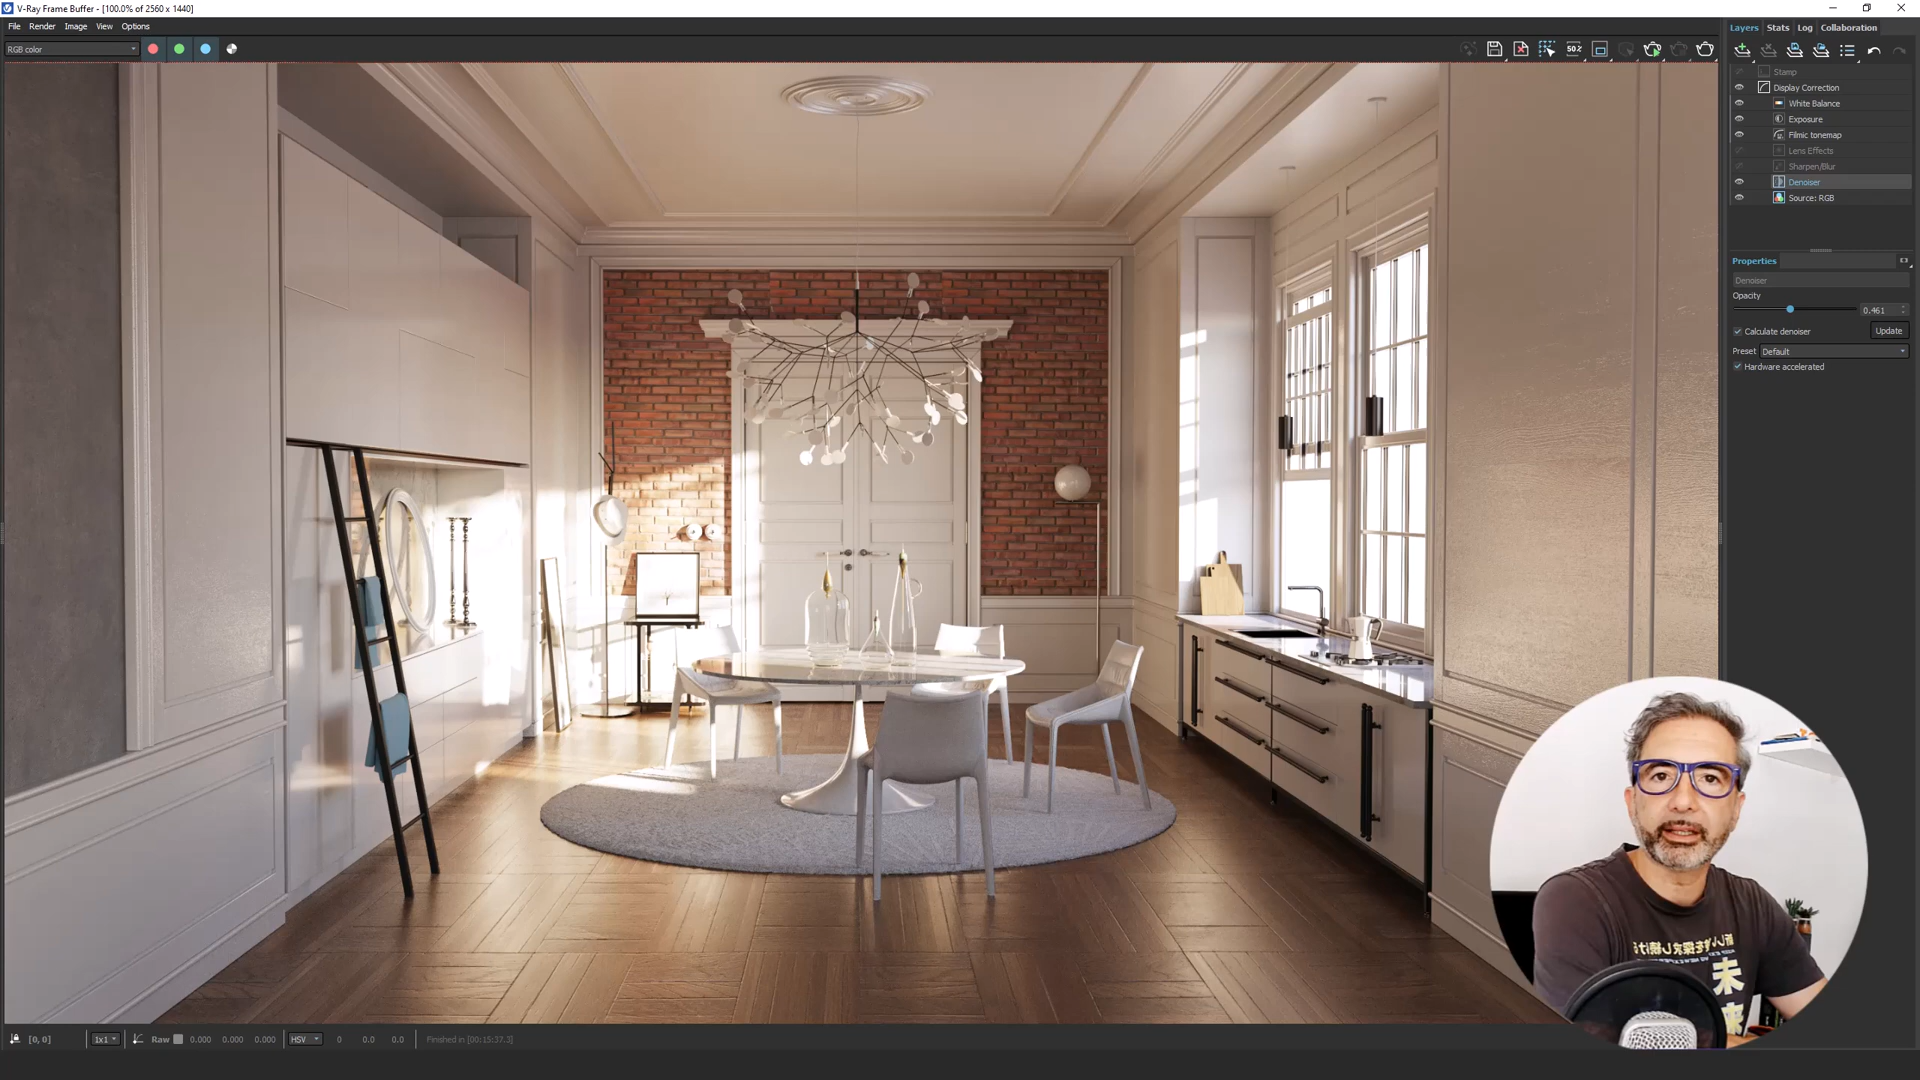 V-Ray Frame Buffer - [100.0% of 2560 x 1440]
File Render Image View Options
RGB color
50%
Layers Stats Log Collaboration
Stamp
Display Correction
White Balance
Exposure
Filmic tonemap
Lens Effects
Sharpen/Blur
Denoiser
Source: RGB
Properties
Denoiser
Opacity
0.461
Calculate denoiser
Update
Preset Default
Hardware accelerated
[0, 0]
1x1
Raw
0.000 0.000 0.000
HSV
0 0.0 0.0
Finished in [00:15:37.3]
未
来